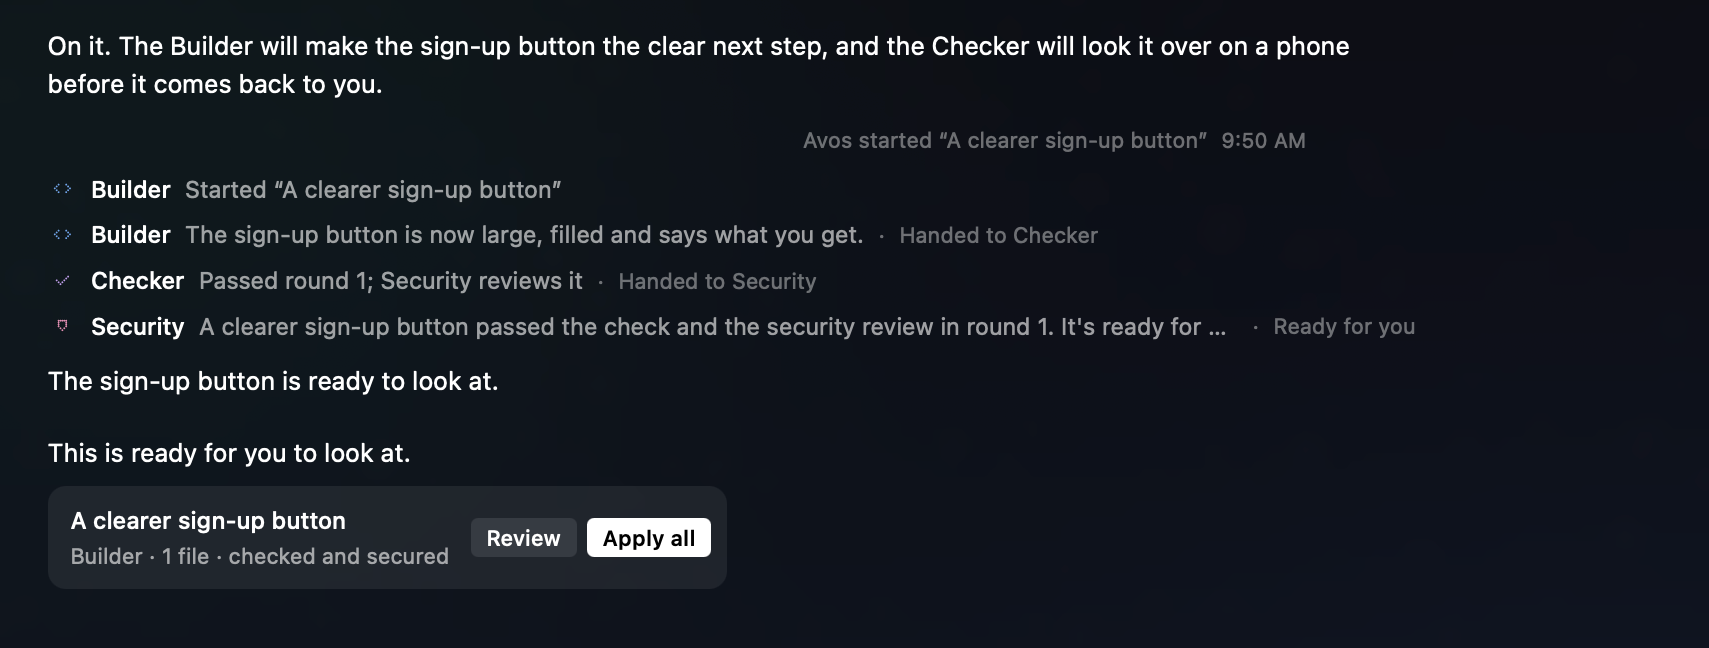 On it. The Builder will make the sign-up button the clear next step, and the Checker will look it over on a phone
before it comes back to you.
Avos started “A clearer sign-up button” 9:50 AM
Builder Started “A clearer sign-up button”
Builder The sign-up button is now large, filled and says what you get. · Handed to Checker
Checker Passed round 1; Security reviews it · Handed to Security
Security A clearer sign-up button passed the check and the security review in round 1. It's ready for ... · Ready for you
The sign-up button is ready to look at.
This is ready for you to look at.
A clearer sign-up button
Builder · 1 file · checked and secured
Review
Apply all